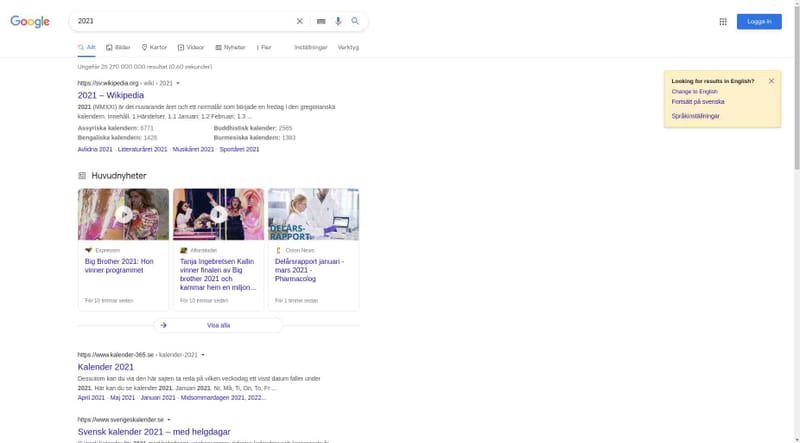 Google
2021
Logga in
Allt
Bilder
Kartor
Videor
Nyheter
Fler
Inställningar
Verktyg
Ungefär 25 270 000 000 resultat (0,60 sekunder)
Looking for results in English?
Change to English
Fortsätt på svenska
Språkinställningar
https://sv.wikipedia.org › wiki › 2021
2021 – Wikipedia
2021 (MMXXI) är det nuvarande året och ett normalår som började en fredag i den gregorianska
kalendern. Innehåll. 1 Händelser. 1.1 Januari; 1.2 Februari; 1.3 ...
Assyriska kalendern: 6771
Buddhistisk kalender: 2565
Bengaliska kalendern: 1428
Burmesiska kalendern: 1383
Avlidna 2021 · Litteraturåret 2021 · Musikåret 2021 · Sportåret 2021
Huvudnyheter
DELÅRS-
RAPPORT
Expressen
Big Brother 2021: Hon
vinner programmet
För 10 timmar sedan
Aftonbladet
Tanja Ingebretsen Kallin
vinner finalen av Big
brother 2021 och
kammar hem en miljon...
För 10 timmar sedan
Cision News
Delårsrapport januari -
mars 2021 -
Pharmacolog
För 1 timme sedan
Visa alla
https://www.kalender-365.se › kalender-2021
Kalender 2021
Dessutom kan du via den här sajten ta reda på vilken veckodag ett visst datum faller under
2021. Här kan du se kalender 2021. Januari 2021. Nr, Må, Ti, On, To, Fr ...
April 2021 · Maj 2021 · Januari 2021 · Midsommardagen 2021, 2022...
https://www.sverigeskalender.se
Svensk kalender 2021 – med helgdagar